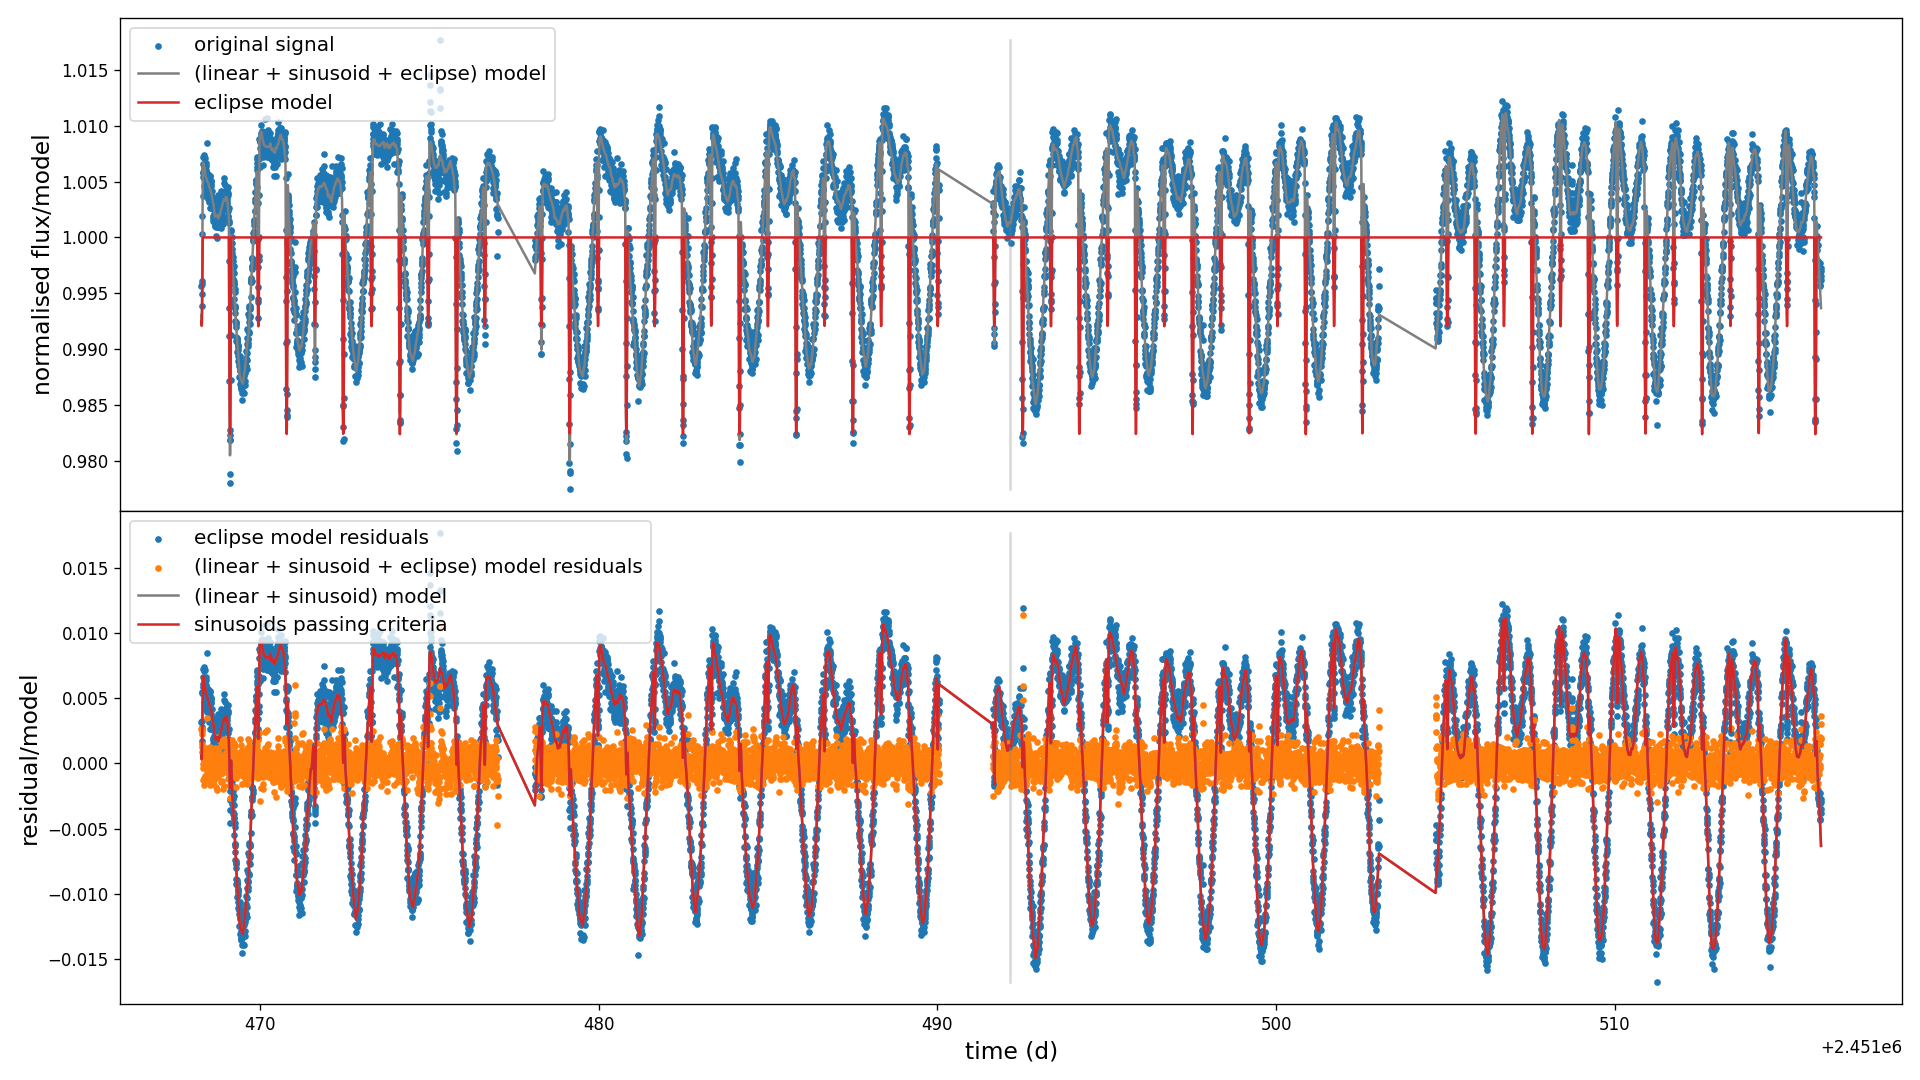 original signal
(linear + sinusoid + eclipse) model
eclipse model
1.015
1.010
1.005
1.000
0.995
0.990
0.985
0.980
normalised flux/model
eclipse model residuals
(linear + sinusoid + eclipse) model residuals
(linear + sinusoid) model
sinusoids passing criteria
0.015
0.010
0.005
0.000
−0.005
−0.010
−0.015
residual/model
470 480 490 500 510
time (d)
+2.451e6